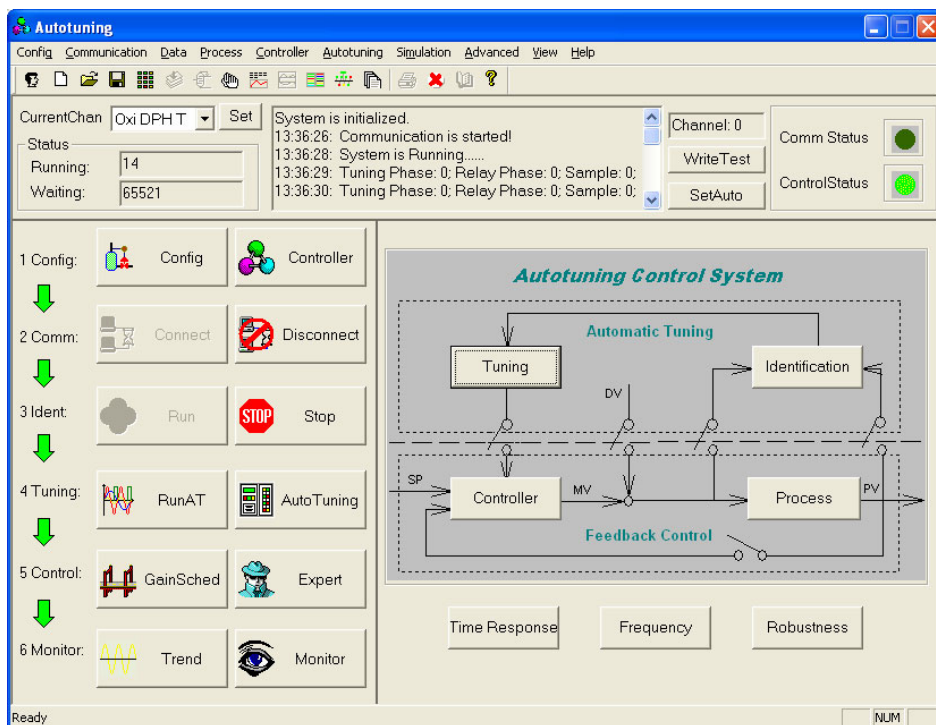 Autotuning
Config Communication Data Process Controller Autotuning Simulation Advanced View Help
CurrentChan Oxi DPH T Set
Status
Running: 14
Waiting: 65521
System is initialized.
13:36:26: Communication is started!
13:36:28: System is Running......
13:36:29: Tuning Phase: 0; Relay Phase: 0; Sample: 0;
13:36:30: Tuning Phase: 0; Relay Phase: 0; Sample: 0;
Channel: 0
WriteTest
SetAuto
Comm Status
ControlStatus
1 Config: Config Controller
2 Comm: Connect Disconnect
3 Ident: Run STOP Stop
4 Tuning: RunAT AutoTuning
5 Control: GainSched Expert
6 Monitor: Trend Monitor
Autotuning Control System
Automatic Tuning
Tuning
Identification
DV
SP
Controller
MV
Process
PV
Feedback Control
Time Response Frequency Robustness
Ready NUM